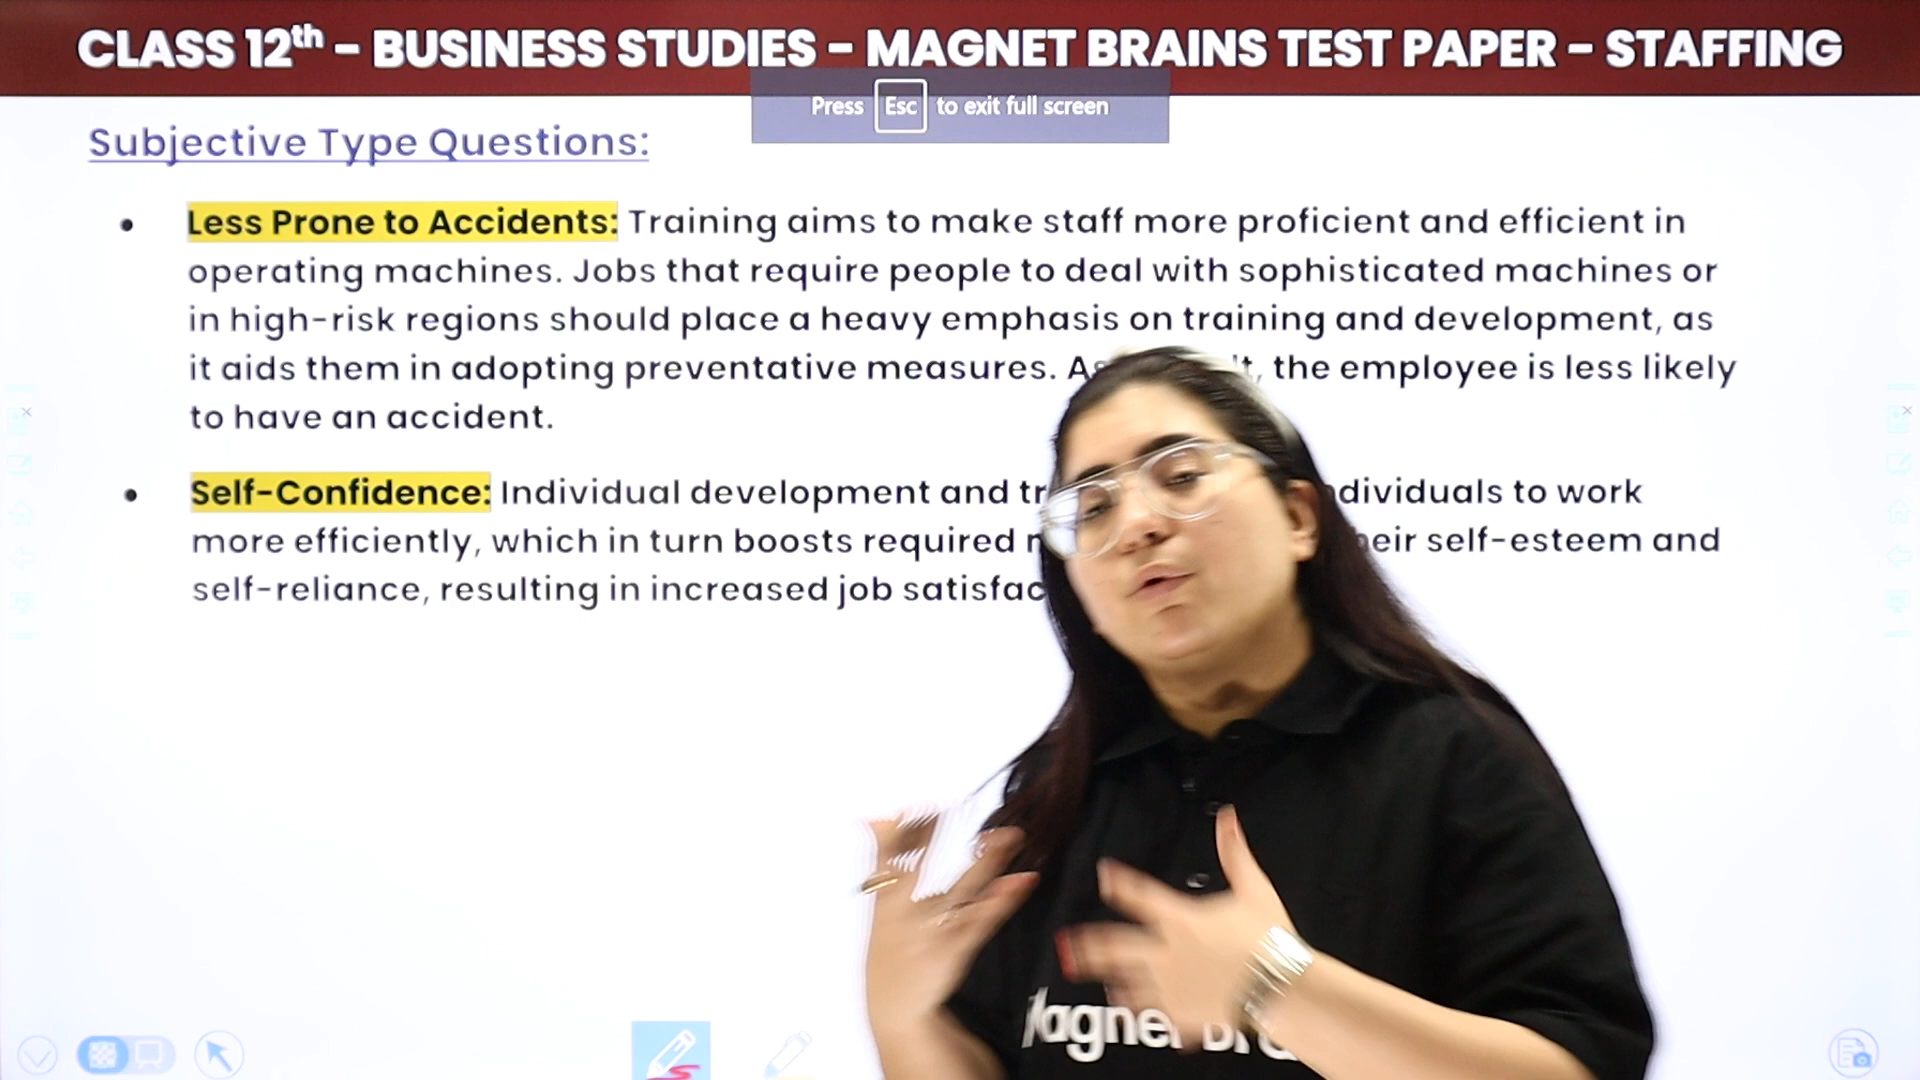 CLASS 12th – BUSINESS STUDIES – MAGNET BRAINS TEST PAPER – STAFFING
Press Esc to exit full screen
Subjective Type Questions:
• Less Prone to Accidents: Training aims to make staff more proficient and efficient in
operating machines. Jobs that require people to deal with sophisticated machines or
in high-risk regions should place a heavy emphasis on training and development, as
it aids them in adopting preventative measures. As the employee is less likely
to have an accident.
• Self-Confidence: Individual development and to work
more efficiently, which in turn boosts required self-esteem and
self-reliance, resulting in increased job